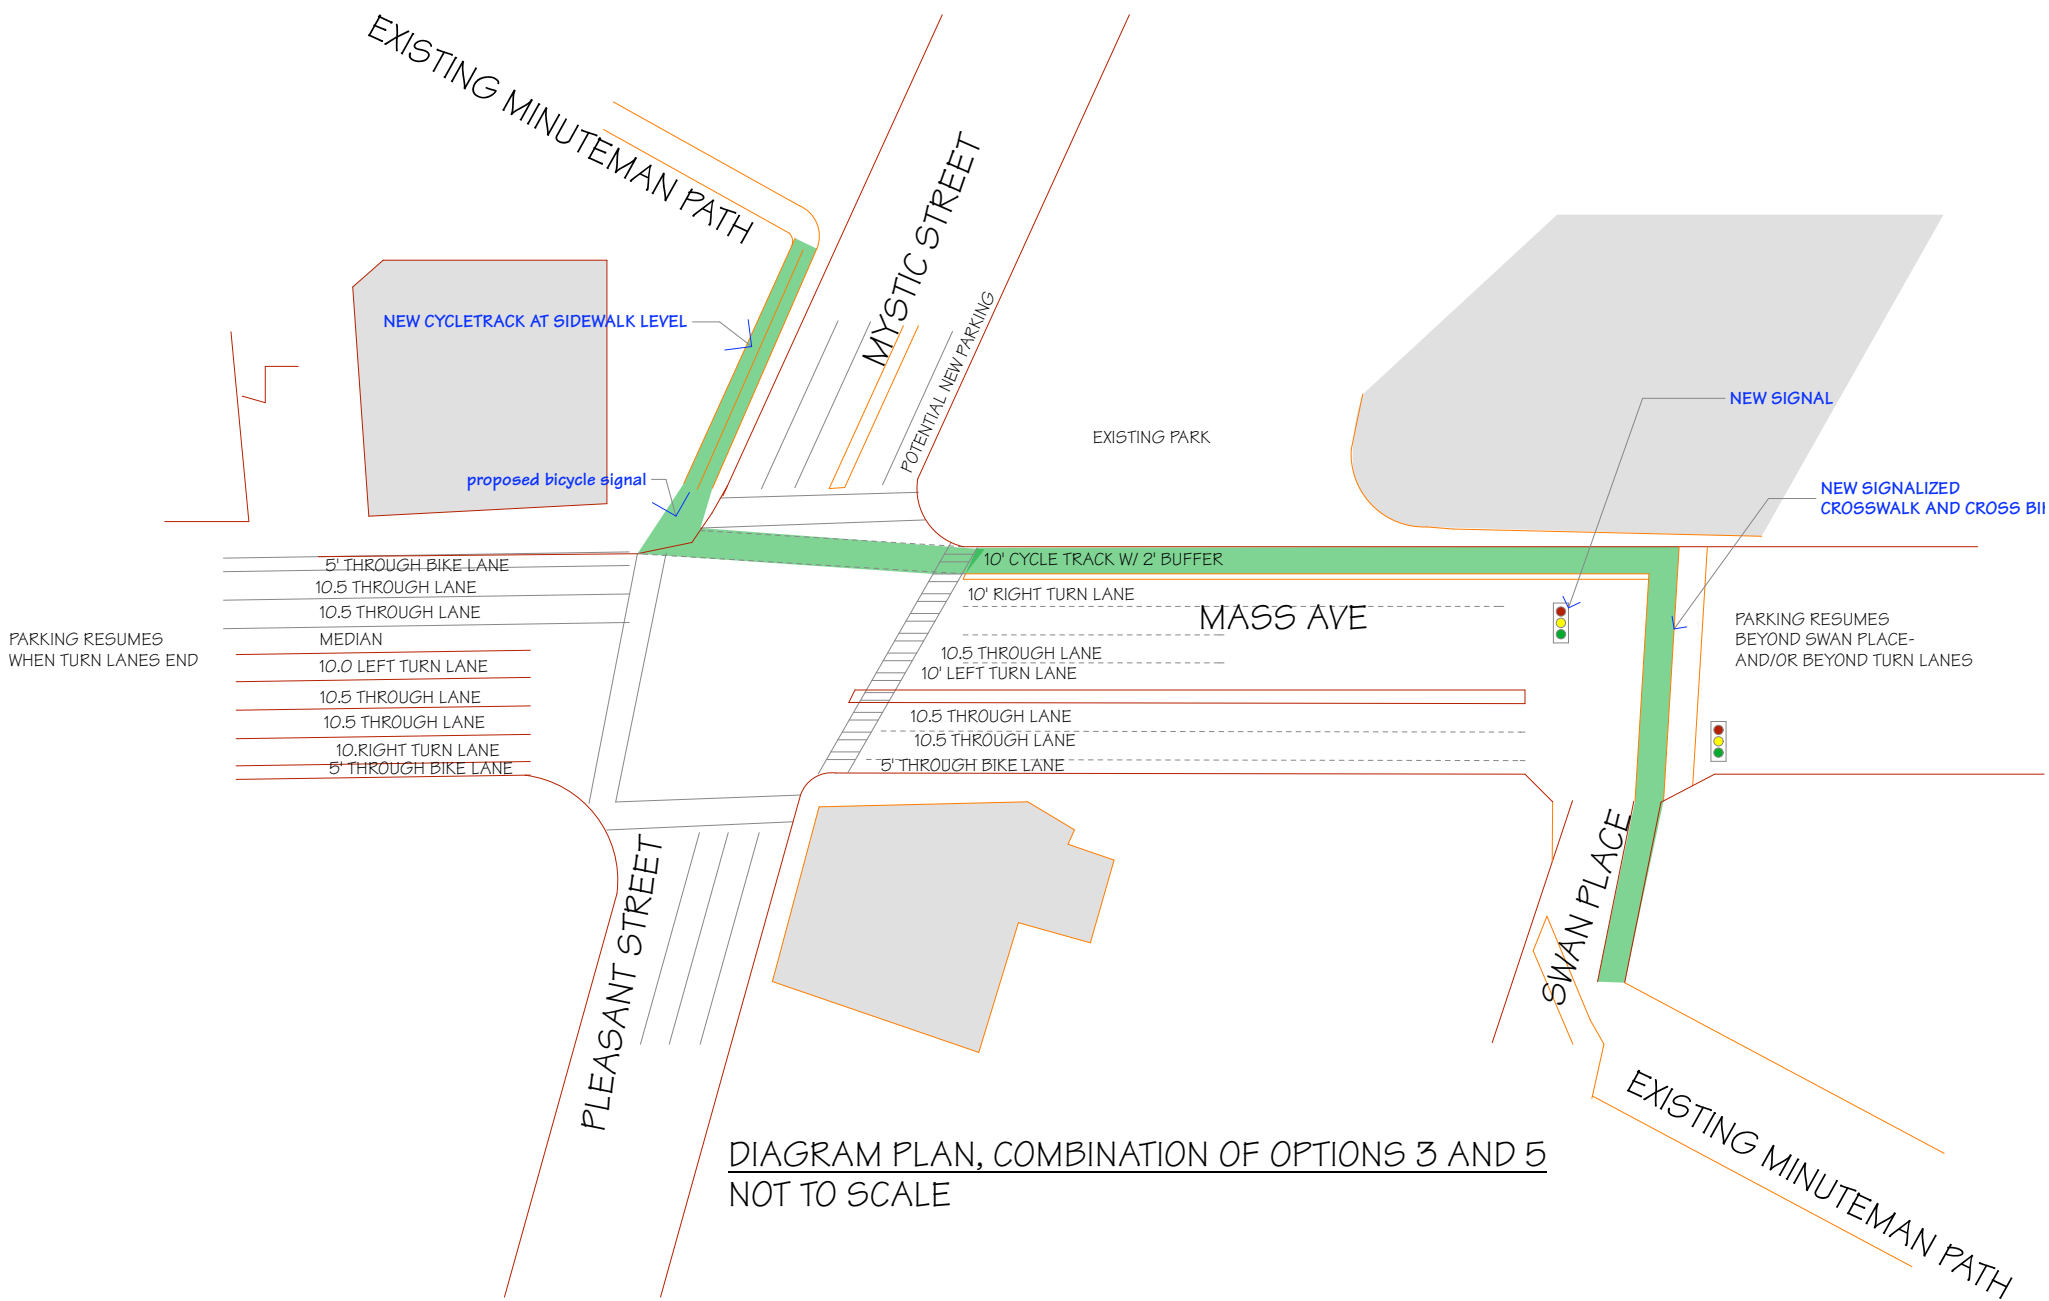 EXISTING MINUTEMAN PATH
MYSTIC STREET
NEW CYCLETRACK AT SIDEWALK LEVEL
POTENTIAL NEW PARKING
EXISTING PARK
NEW SIGNAL
proposed bicycle signal
NEW SIGNALIZED
CROSSWALK AND CROSS BI
5' THROUGH BIKE LANE
10.5 THROUGH LANE
10.5 THROUGH LANE
MEDIAN
10.0 LEFT TURN LANE
10.5 THROUGH LANE
10.5 THROUGH LANE
10.RIGHT TURN LANE
5' THROUGH BIKE LANE
PARKING RESUMES
WHEN TURN LANES END
10' CYCLE TRACK W/ 2' BUFFER
10' RIGHT TURN LANE
MASS AVE
10.5 THROUGH LANE
10' LEFT TURN LANE
10.5 THROUGH LANE
10.5 THROUGH LANE
5' THROUGH BIKE LANE
PARKING RESUMES
BEYOND SWAN PLACE-
AND/OR BEYOND TURN LANES
PLEASANT STREET
SWAN PLACE
EXISTING MINUTEMAN PATH
DIAGRAM PLAN, COMBINATION OF OPTIONS 3 AND 5
NOT TO SCALE